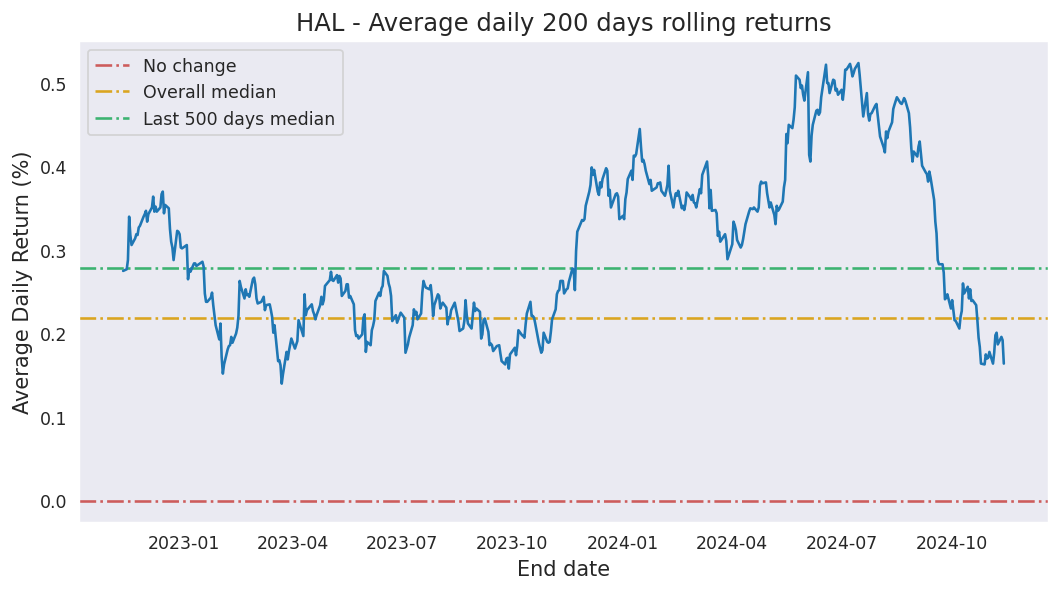 HAL - Average daily 200 days rolling returns
No change
Overall median
Last 500 days median
Average Daily Return (%)
0.5
0.4
0.3
0.2
0.1
0.0
2023-01 2023-04 2023-07 2023-10 2024-01 2024-04 2024-07 2024-10
End date